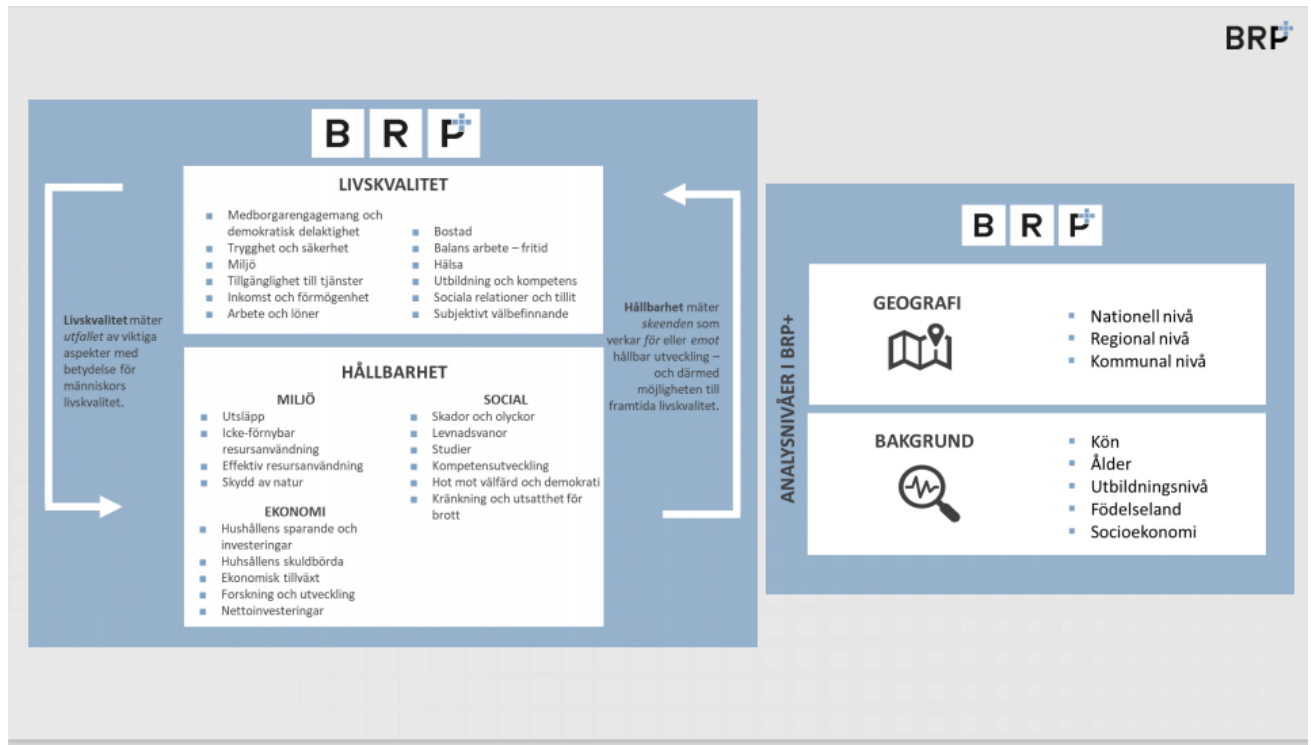 BRP+
B R P+
LIVSKVALITET
Medborgarengagemang och
demokratisk delaktighet
Trygghet och säkerhet
Miljö
Tillgänglighet till tjänster
Inkomst och förmögenhet
Arbete och löner
Bostad
Balans arbete – fritid
Hälsa
Utbildning och kompetens
Sociala relationer och tillit
Subjektivt välbefinnande
Livskvalitet mäter
utfallet av viktiga
aspekter med
betydelse för
människors
livskvalitet.
Hållbarhet mäter
skeenden som
verkar för eller emot
hållbar utveckling –
och därmed
möjligheten till
framtida livskvalitet.
HÅLLBARHET
MILJÖ
Utsläpp
Icke-förnybar
resursanvändning
Effektiv resursanvändning
Skydd av natur
EKONOMI
Hushållens sparande och
investeringar
Huhsållens skuldbörda
Ekonomisk tillväxt
Forskning och utveckling
Nettoinvesteringar
SOCIAL
Skador och olyckor
Levnadsvanor
Studier
Kompetensutveckling
Hot mot välfärd och demokrati
Kränkning och utsatthet för
brott
B R P+
ANALYSNIVÅER I BRP+
GEOGRAFI
Nationell nivå
Regional nivå
Kommunal nivå
BAKGRUND
Kön
Ålder
Utbildningsnivå
Födelseland
Socioekonomi